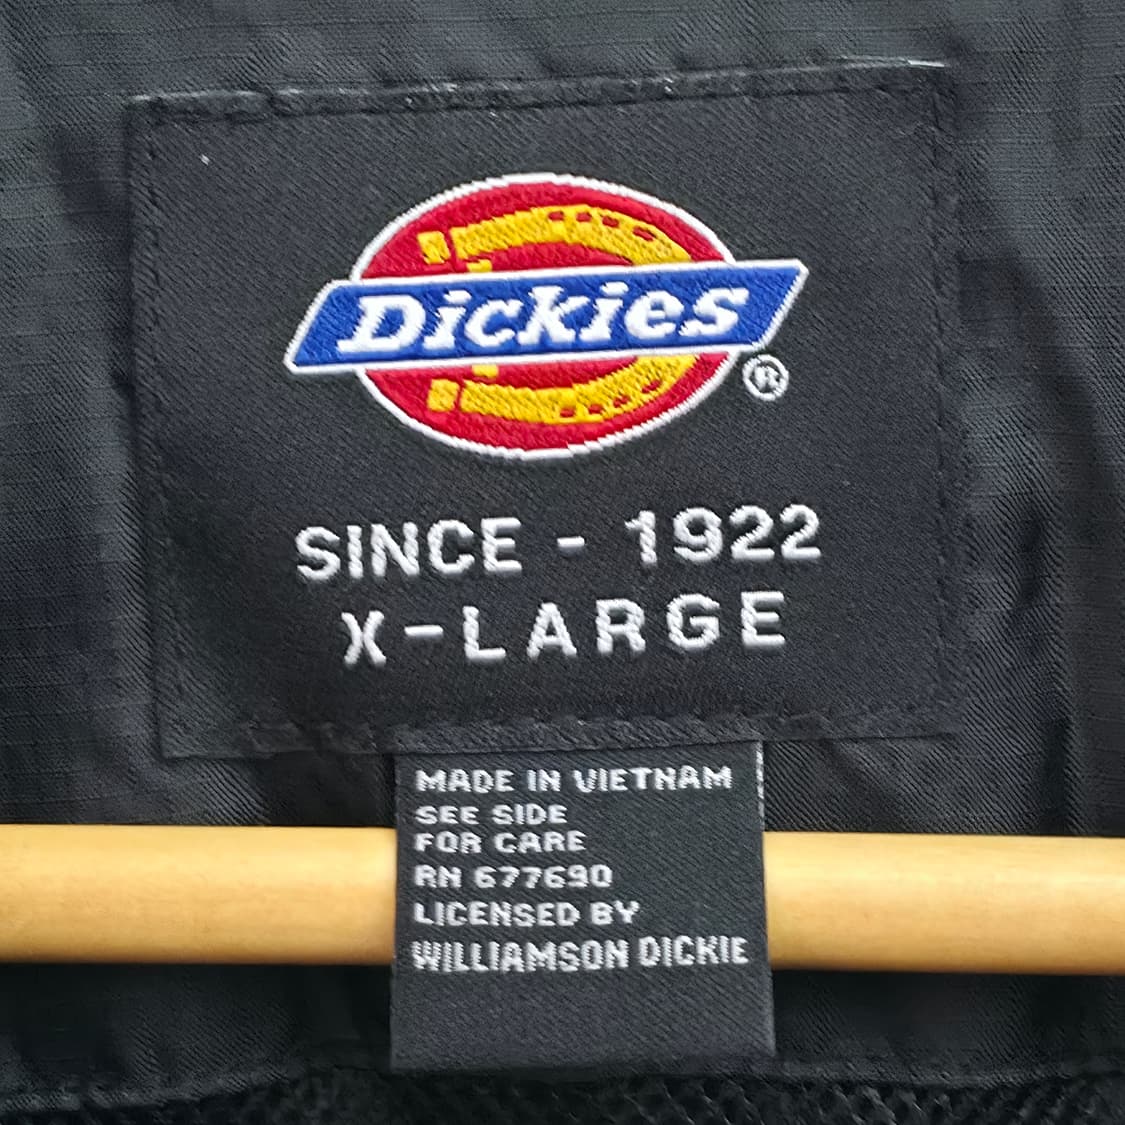 Dickies®
SINCE - 1922
X-LARGE
MADE IN VIETNAM
SEE SIDE
FOR CARE
RN 677690
LICENSED BY
WILLIAMSON DICKIE